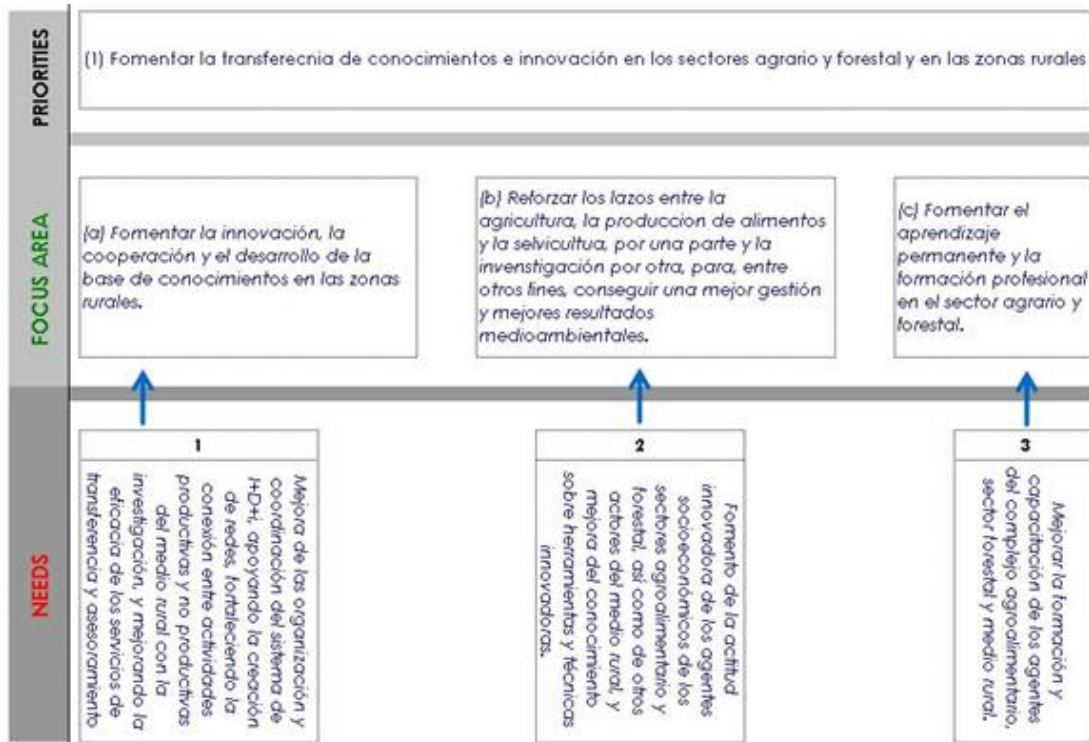 PRIORITIES
(1) Fomentar la transferecnia de conocimientos e innovación en los sectores agrario y forestal y en las zonas rurales
FOCUS AREA
(a) Fomentar la innovación, la
cooperación y el desarrollo de la
base de conocimientos en las zonas
rurales.
(b) Reforzar los lazos entre la
agricultura, la produccion de alimentos
y la selvicultua, por una parte y la
invenstigación por otra, para, entre
otros fines, conseguir una mejor gestión
y mejores resultados
medioambientales.
(c) Fomentar el
aprendizaje
permanente y la
formación profesional
en el sector agrario y
forestal.
NEEDS
1
Mejora de las organización y
coordinación del sistema de
I+D+i, apoyando la creación
de redes, fortaleciendo la
conexión entre actividades
productivas y no productivas
del medio rural con la
investigación, y mejorando la
eficacia de los servicios de
transferencia y asesoramiento
2
Fomento de la actitud
innovadora de los agentes
socioeconómicos de los
sectores agroalimentario y
forestal, así como de otros
actores del medio rural, y
mejora del conocimiento
sobre herramientas y técnicas
innovadoras.
3
Mejorar la formación y
capacitación de los agentes
del complejo agroalimentario,
sector forestal y medio rural.